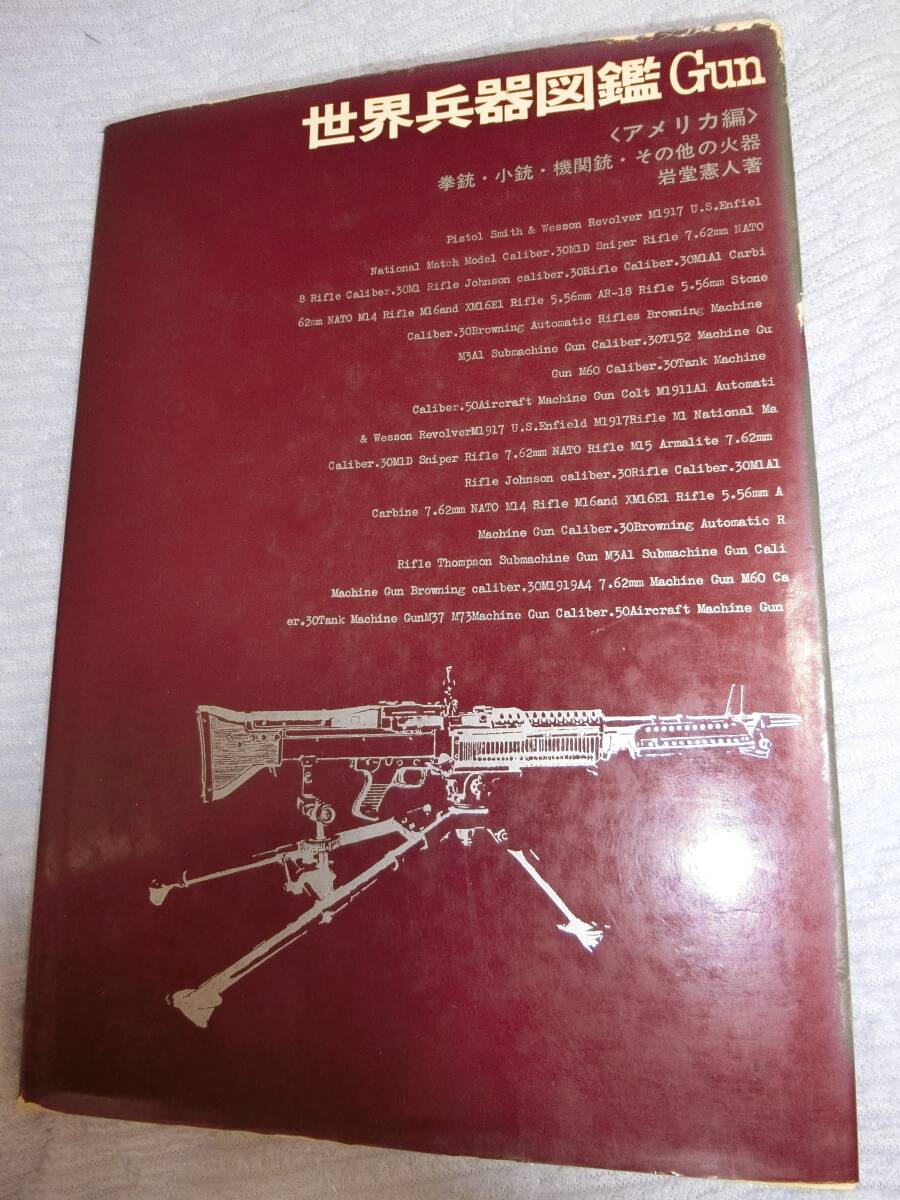 世界兵器図鑑Gun
〈アメリカ編〉
拳銃・小銃・機関銃・その他の火器
岩堂憲人著
Pistol Smith & Wesson Revolver M1917 U.S.Enfiel
National Match Model Caliber.30M1D Sniper Rifle 7.62mm NATO
8 Rifle Caliber.30M1 Rifle Johnson caliber.30Rifle Caliber.30M1A1 Carbi
62mm NATO M14 Rifle M16and XM16E1 Rifle 5.56mm AR-18 Rifle 5.56mm Stone
Caliber.30Browning Automatic Rifles Browning Machine
M3A1 Submachine Gun Caliber.30T152 Machine Gu
Gun M60 Caliber.30Tank Machine
Caliber.50Aircraft Machine Gun Colt M1911A1 Automati
& Wesson RevolverM1917 U.S.Enfield M1917Rifle M1 National Ma
Caliber.30M1D Sniper Rifle 7.62mm NATO Rifle M15 Armalite 7.62mm
Rifle Johnson caliber.30Rifle Caliber.30M1A1
Carbine 7.62mm NATO M14 Rifle M16and XM16E1 Rifle 5.56mm A
Machine Gun Caliber.30Browning Automatic R
Rifle Thompson Submachine Gun M3A1 Submachine Gun Cali
Machine Gun Browning caliber.30M1919A4 7.62mm Machine Gun M60 Ca
er.30Tank Machine GunM37 M73Machine Gun Caliber.50Aircraft Machine Gun